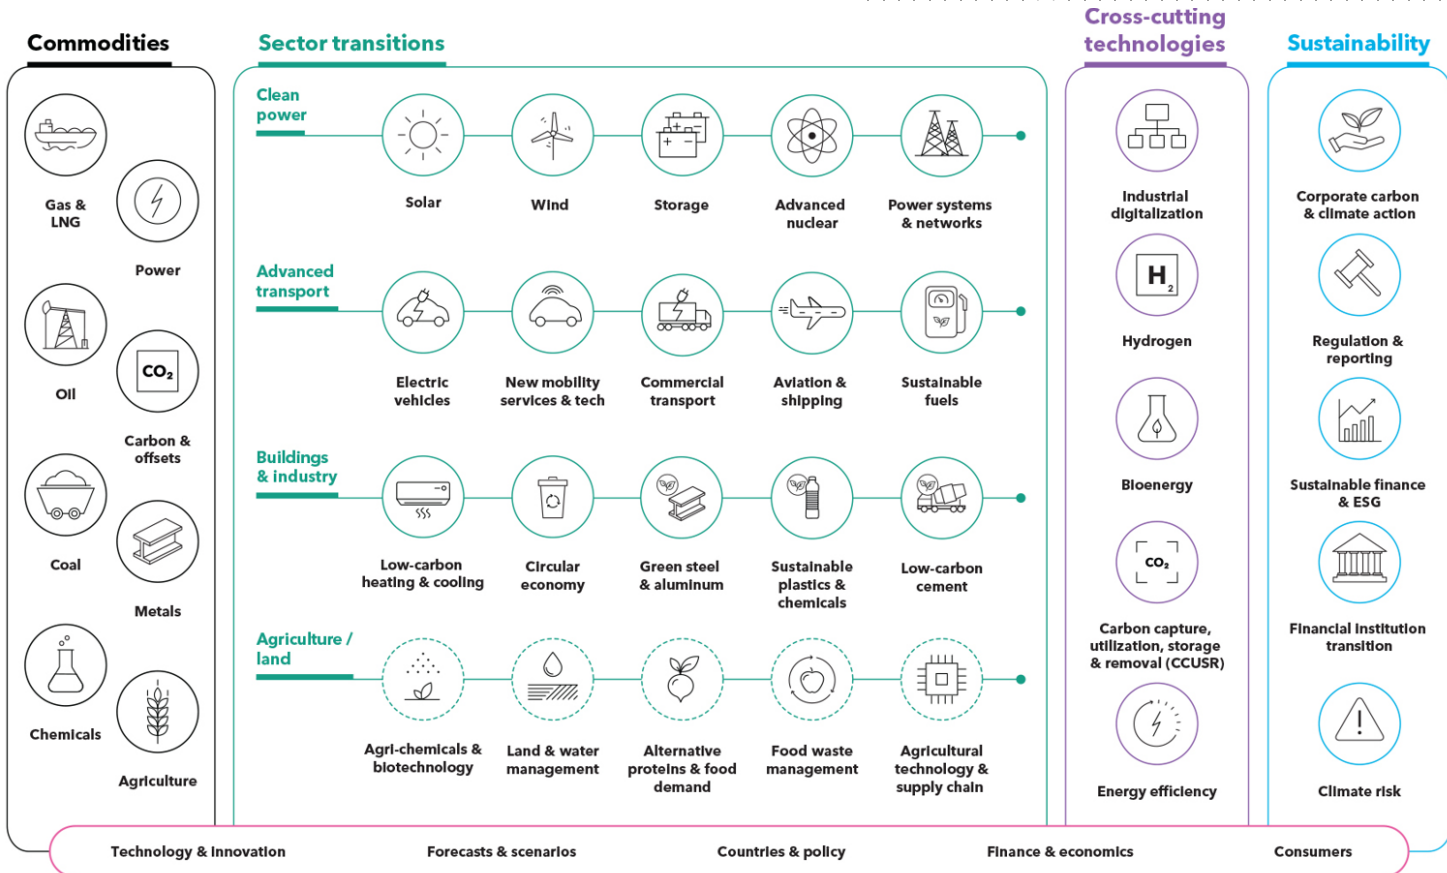 Commodities
Gas &
LNG
Power
Oil
CO₂
Carbon &
offsets
Coal
Metals
Chemicals
Agriculture
Sector transitions
Clean
power
Solar
Wind
Storage
Advanced
nuclear
Power systems
& networks
Advanced
transport
Electric
vehicles
New mobility
services & tech
Commercial
transport
Aviation &
shipping
Sustainable
fuels
Buildings
& industry
Low-carbon
heating & cooling
Circular
economy
Green steel
& aluminum
Sustainable
plastics &
chemicals
Low-carbon
cement
Agriculture /
land
Agri-chemicals &
biotechnology
Land & water
management
Alternative
proteins & food
demand
Food waste
management
Agricultural
technology &
supply chain
Cross-cutting
technologies
Industrial
digitalization
H₂
Hydrogen
Bioenergy
CO₂
Carbon capture,
utilization, storage
& removal (CCUSR)
Energy efficiency
Sustainability
Corporate carbon
& climate action
Regulation &
reporting
Sustainable finance
& ESG
Financial institution
transition
Climate risk
Technology & innovation
Forecasts & scenarios
Countries & policy
Finance & economics
Consumers